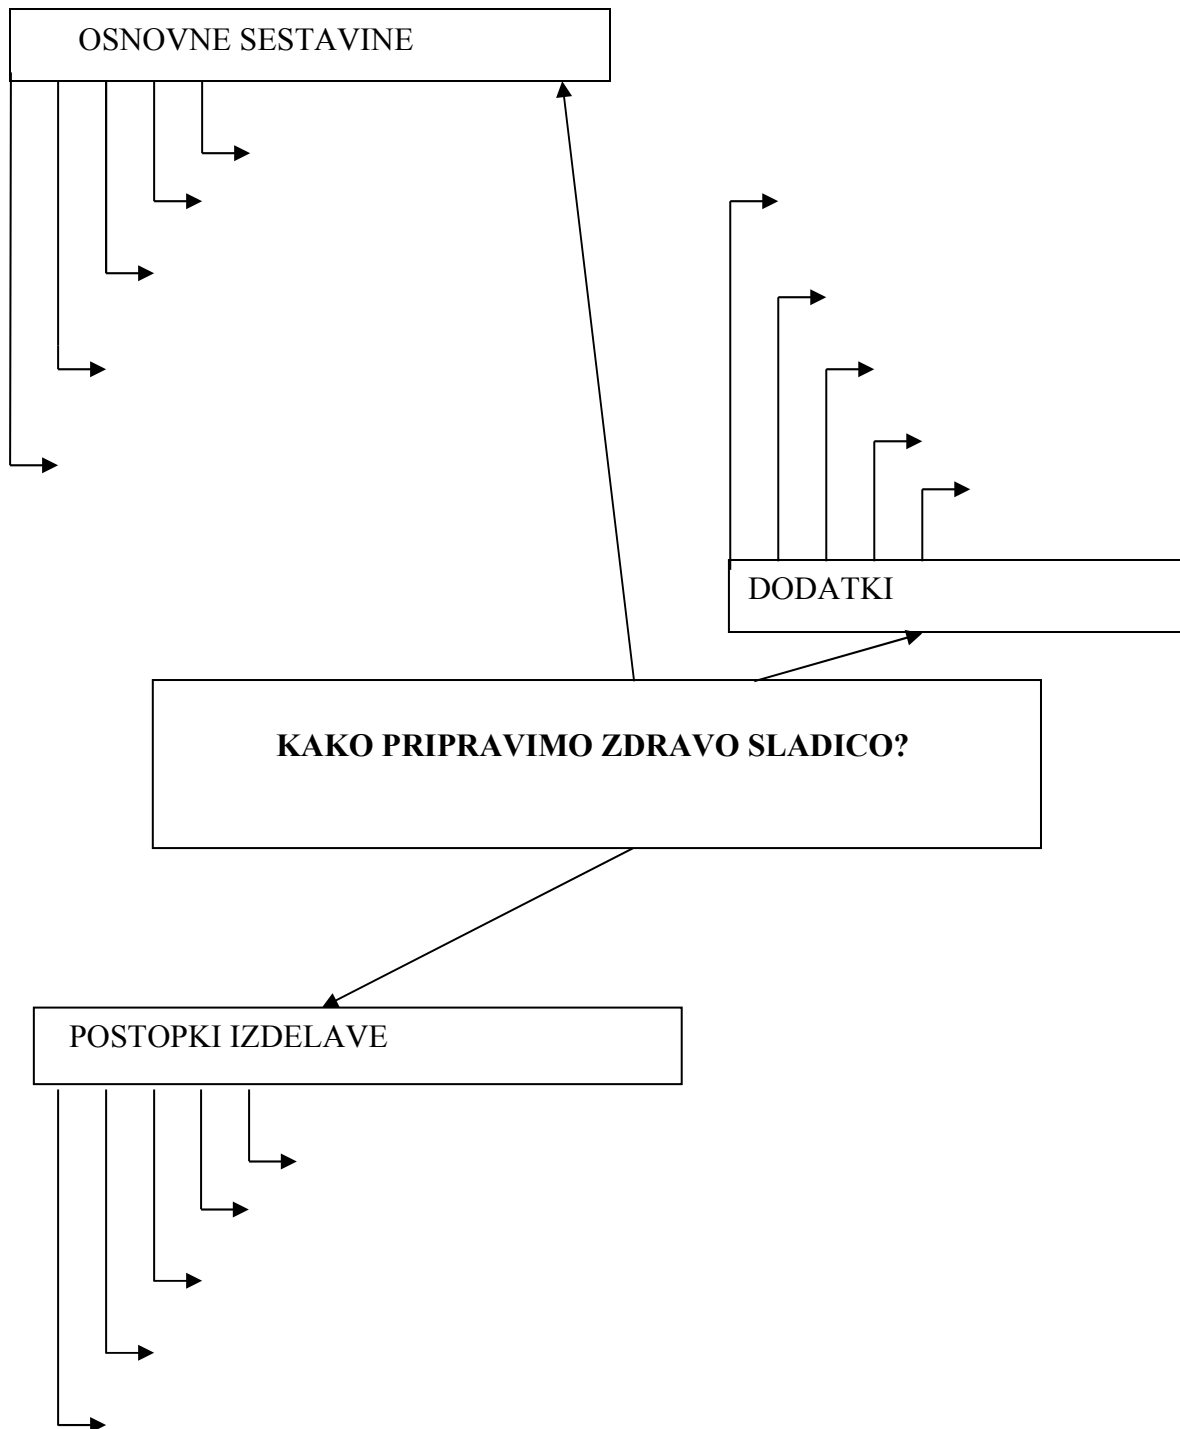 OSNOVNE SESTAVINE
DODATKI
KAKO PRIPRAVIMO ZDRAVO SLADICO?
POSTOPKI IZDELAVE